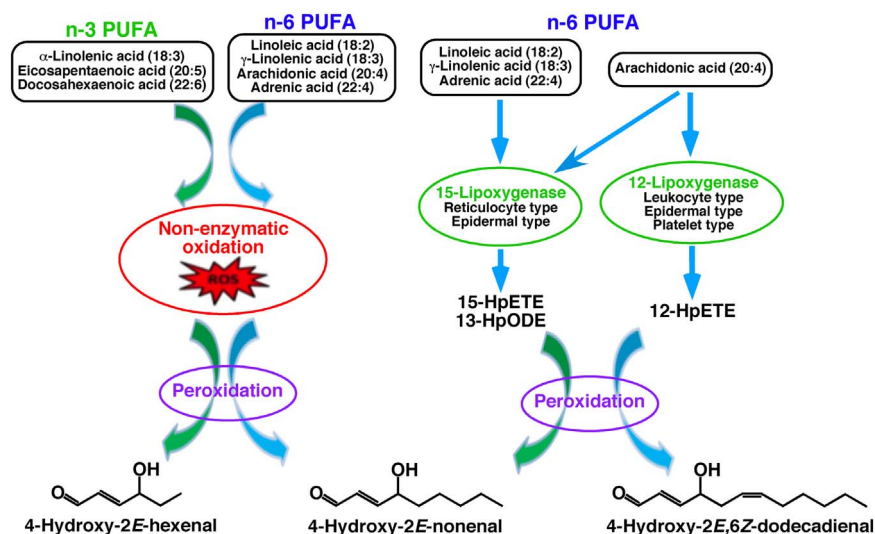 n-3 PUFA
α-Linolenic acid (18:3)
Eicosapentaenoic acid (20:5)
Docosahexaenoic acid (22:6)
n-6 PUFA
Linoleic acid (18:2)
γ-Linolenic acid (18:3)
Arachidonic acid (20:4)
Adrenic acid (22:4)
Non-enzymatic
oxidation
ROS
Peroxidation
O
OH
4-Hydroxy-2E-hexenal
O
OH
4-Hydroxy-2E-nonenal
n-6 PUFA
Linoleic acid (18:2)
γ-Linolenic acid (18:3)
Adrenic acid (22:4)
Arachidonic acid (20:4)
15-Lipoxygenase
Reticulocyte type
Epidermal type
12-Lipoxygenase
Leukocyte type
Epidermal type
Platelet type
15-HpETE
13-HpODE
12-HpETE
Peroxidation
O
OH
4-Hydroxy-2E,6Z-dodecadienal